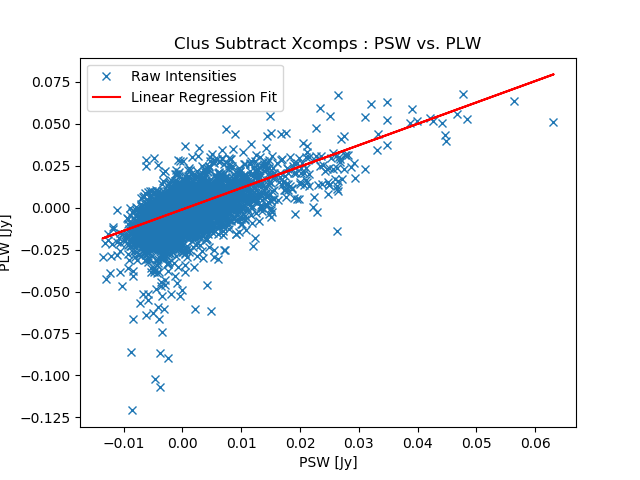 Clus Subtract Xcomps : PSW vs. PLW
Raw Intensities
Linear Regression Fit
PLW [Jy]
0.075
0.050
0.025
0.000
−0.025
−0.050
−0.075
−0.100
−0.125
−0.01 0.00 0.01 0.02 0.03 0.04 0.05 0.06
PSW [Jy]